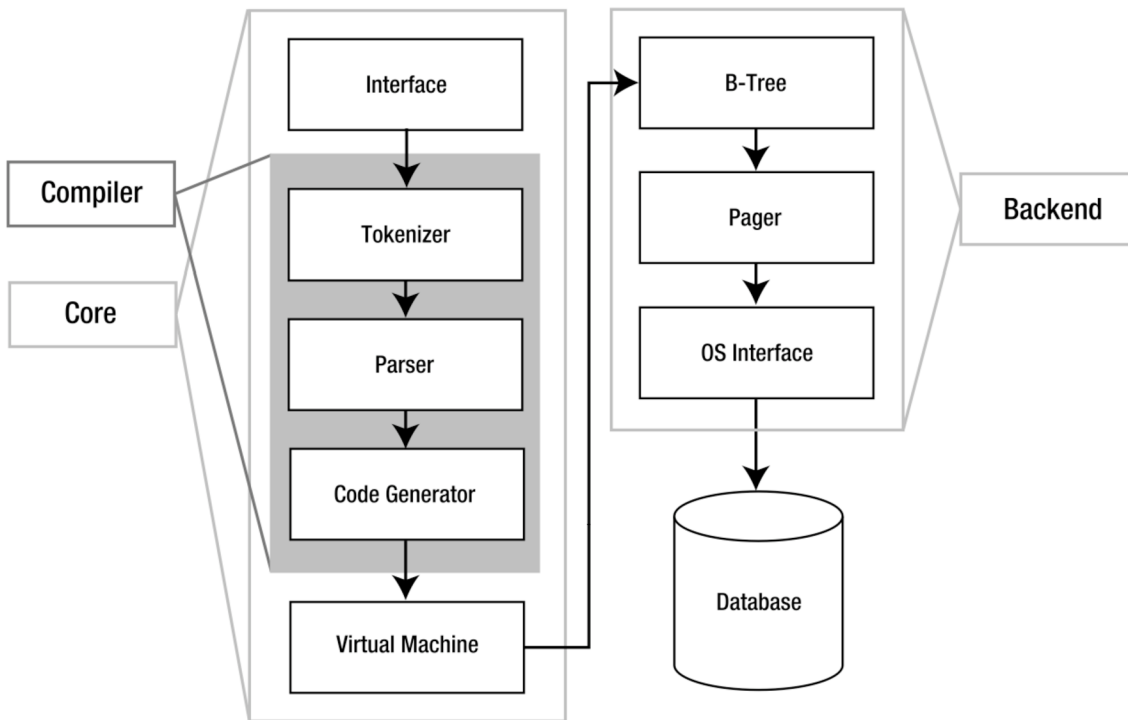 Compiler
Core
Interface
Tokenizer
Parser
Code Generator
Virtual Machine
B-Tree
Pager
OS Interface
Database
Backend